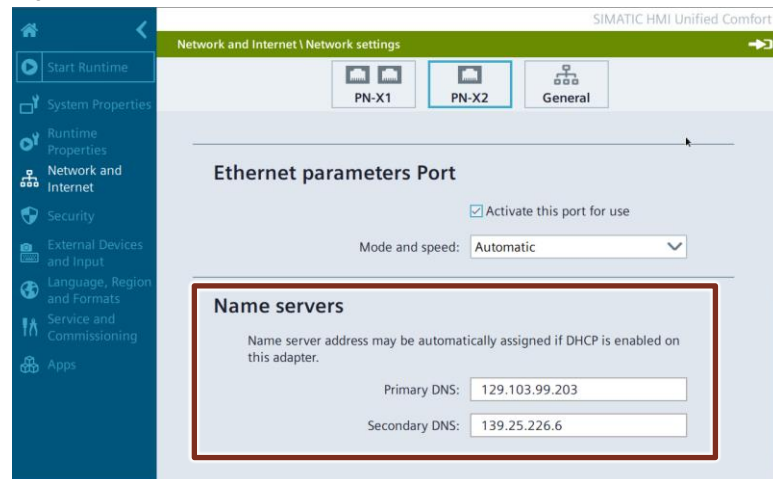 SIMATIC HMI Unified Comfort
Network and Internet \ Network settings
Start Runtime
System Properties
Runtime
Properties
Network and
Internet
Security
External Devices
and Input
Language, Region
and Formats
Service and
Commissioning
Apps
PN-X1
PN-X2
General
Ethernet parameters Port
Activate this port for use
Mode and speed: Automatic
Name servers
Name server address may be automatically assigned if DHCP is enabled on
this adapter.
Primary DNS: 129.103.99.203
Secondary DNS: 139.25.226.6